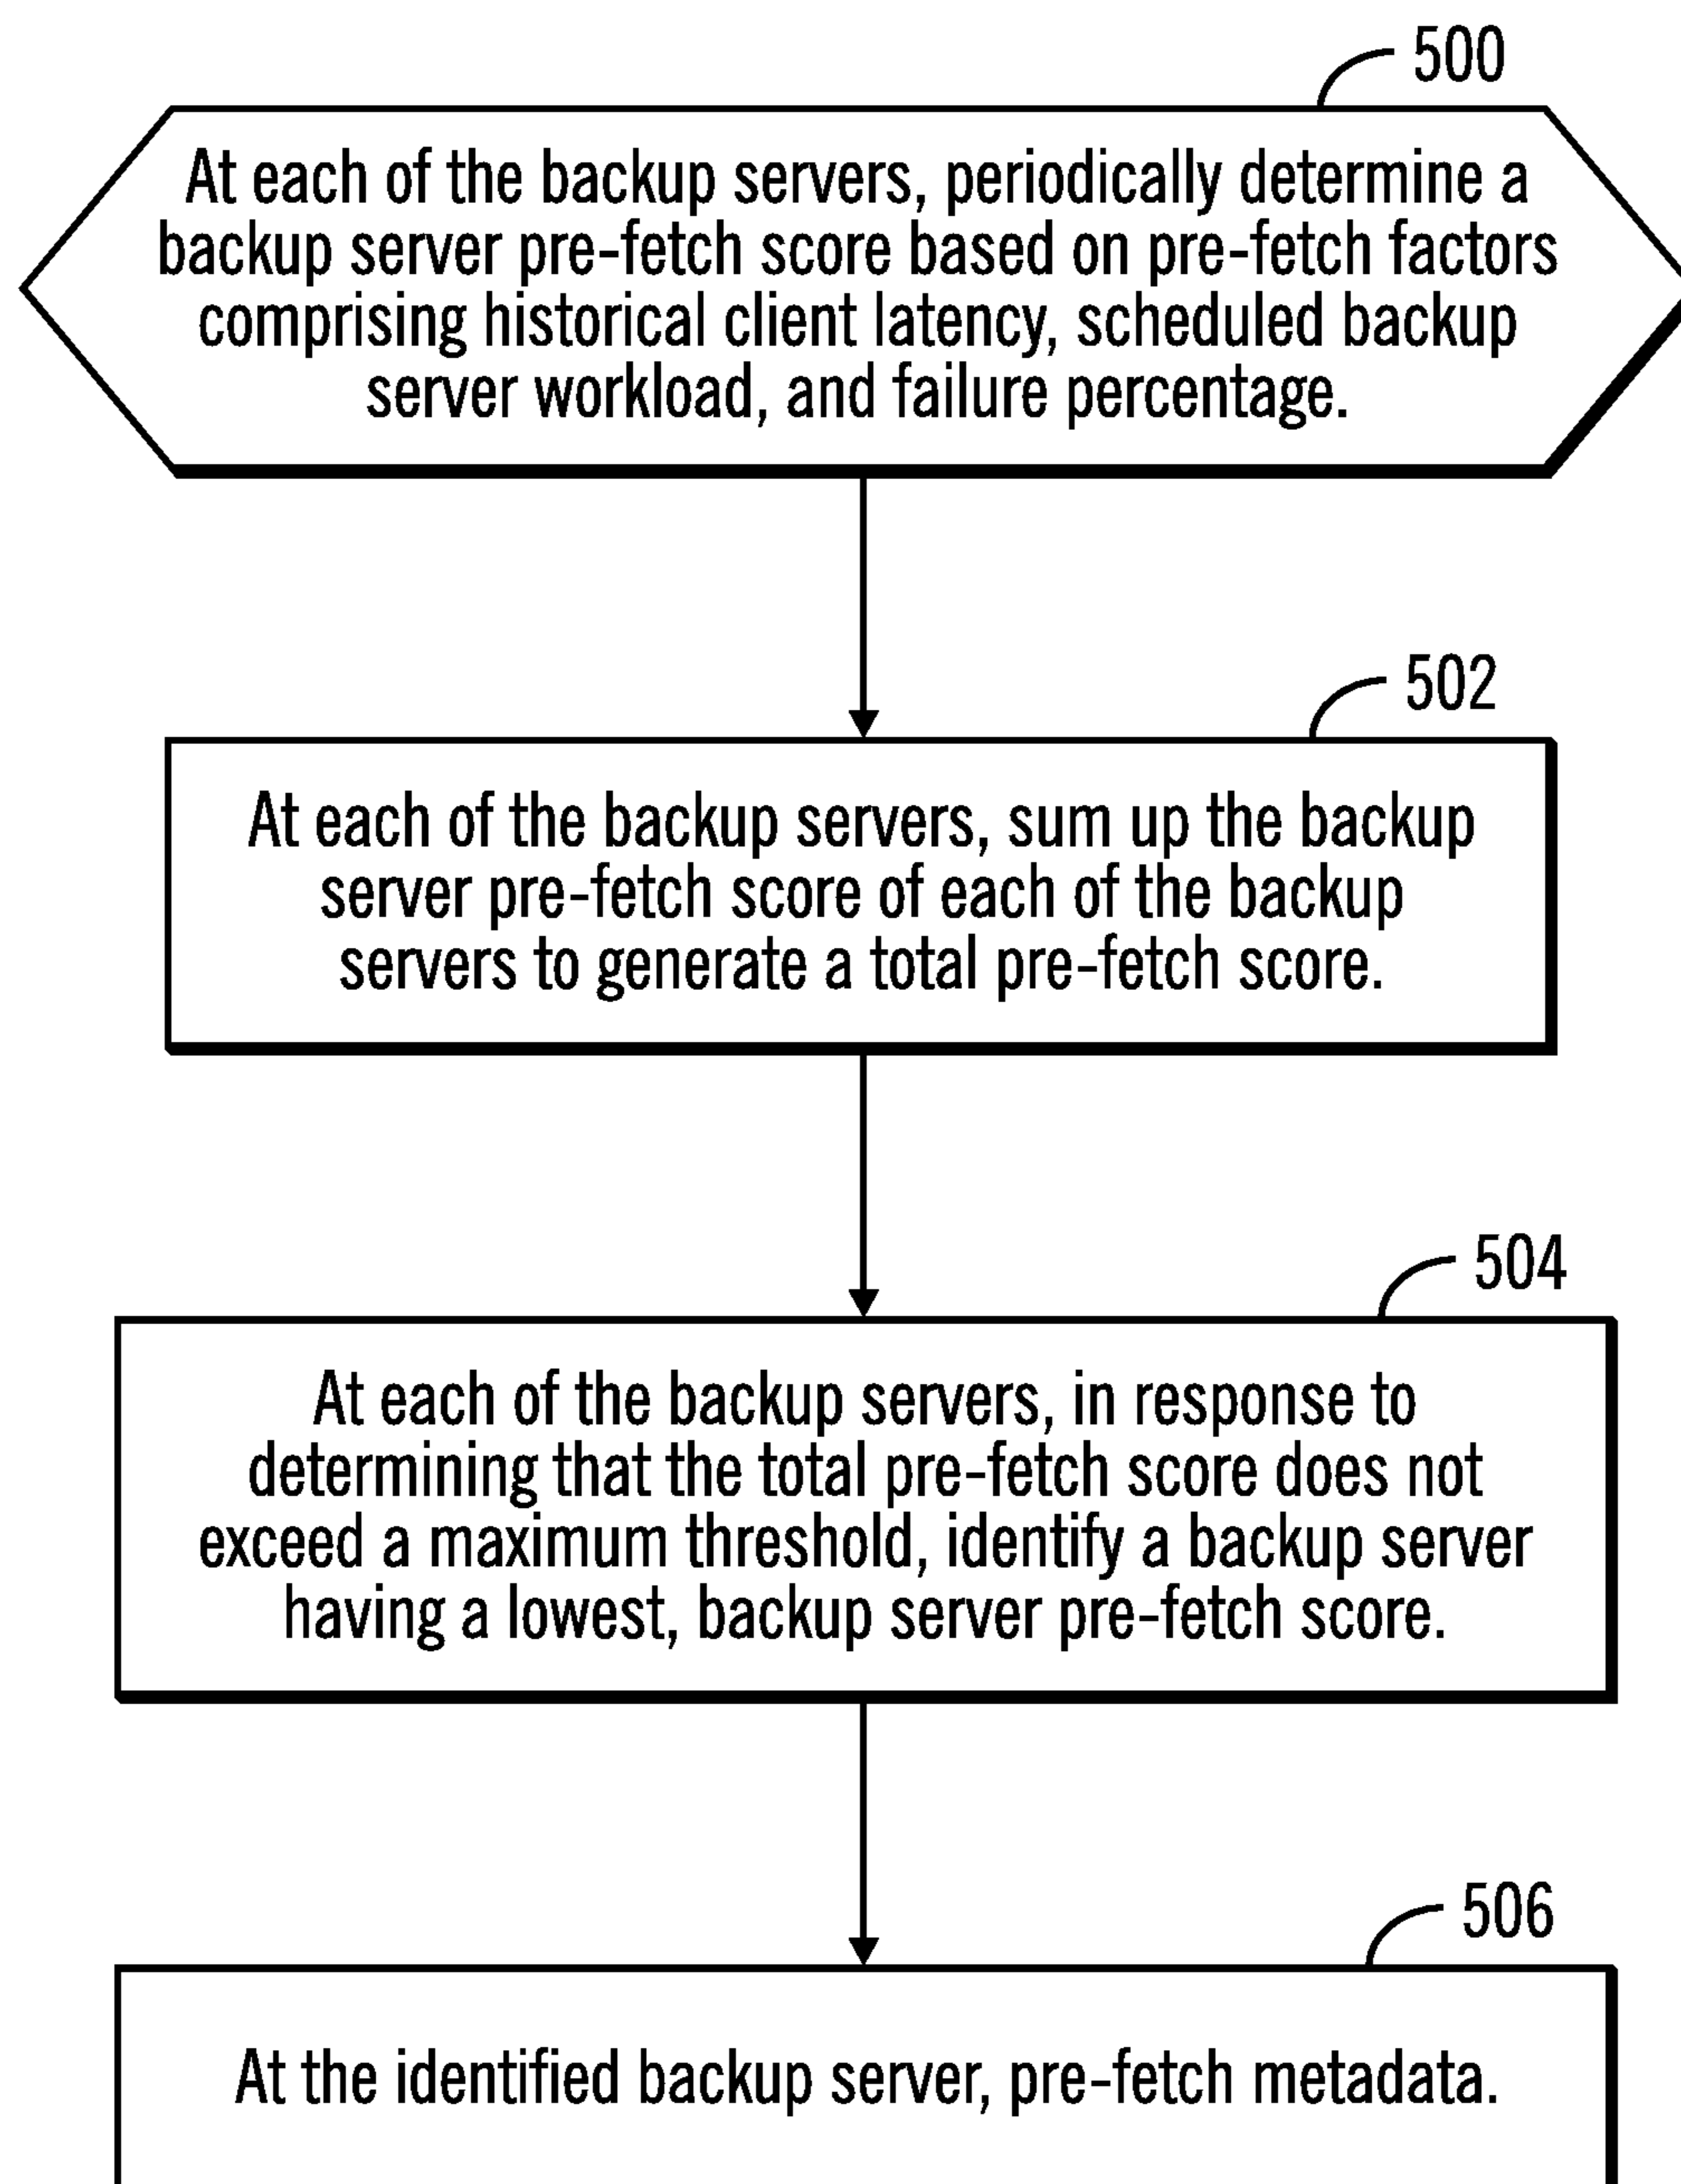 500
At each of the backup servers, periodically determine a
backup server pre-fetch score based on pre-fetch factors
comprising historical client latency, scheduled backup
server workload, and failure percentage.
502
At each of the backup servers, sum up the backup
server pre-fetch score of each of the backup
servers to generate a total pre-fetch score.
504
At each of the backup servers, in response to
determining that the total pre-fetch score does not
exceed a maximum threshold, identify a backup server
having a lowest, backup server pre-fetch score.
506
At the identified backup server, pre-fetch metadata.